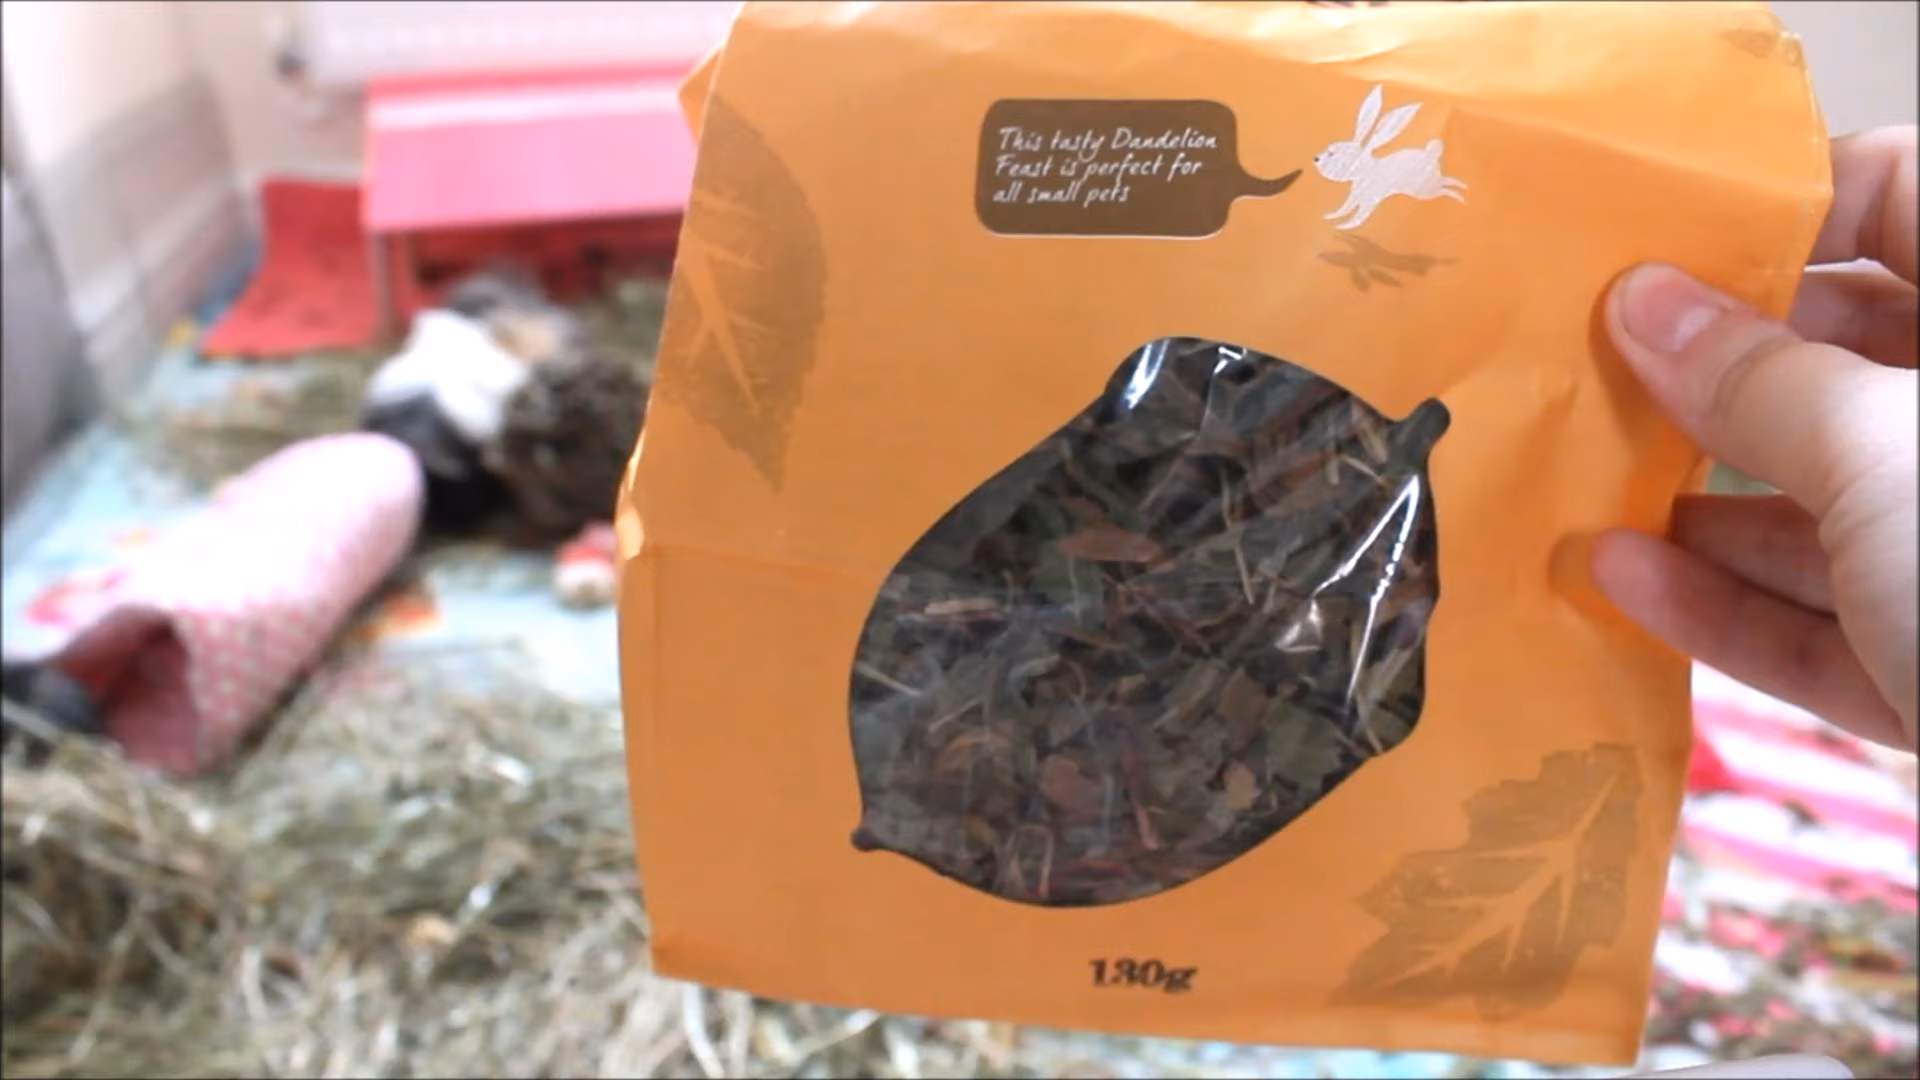 This tasty Dandelion
Feast is perfect for
all small pets
130g